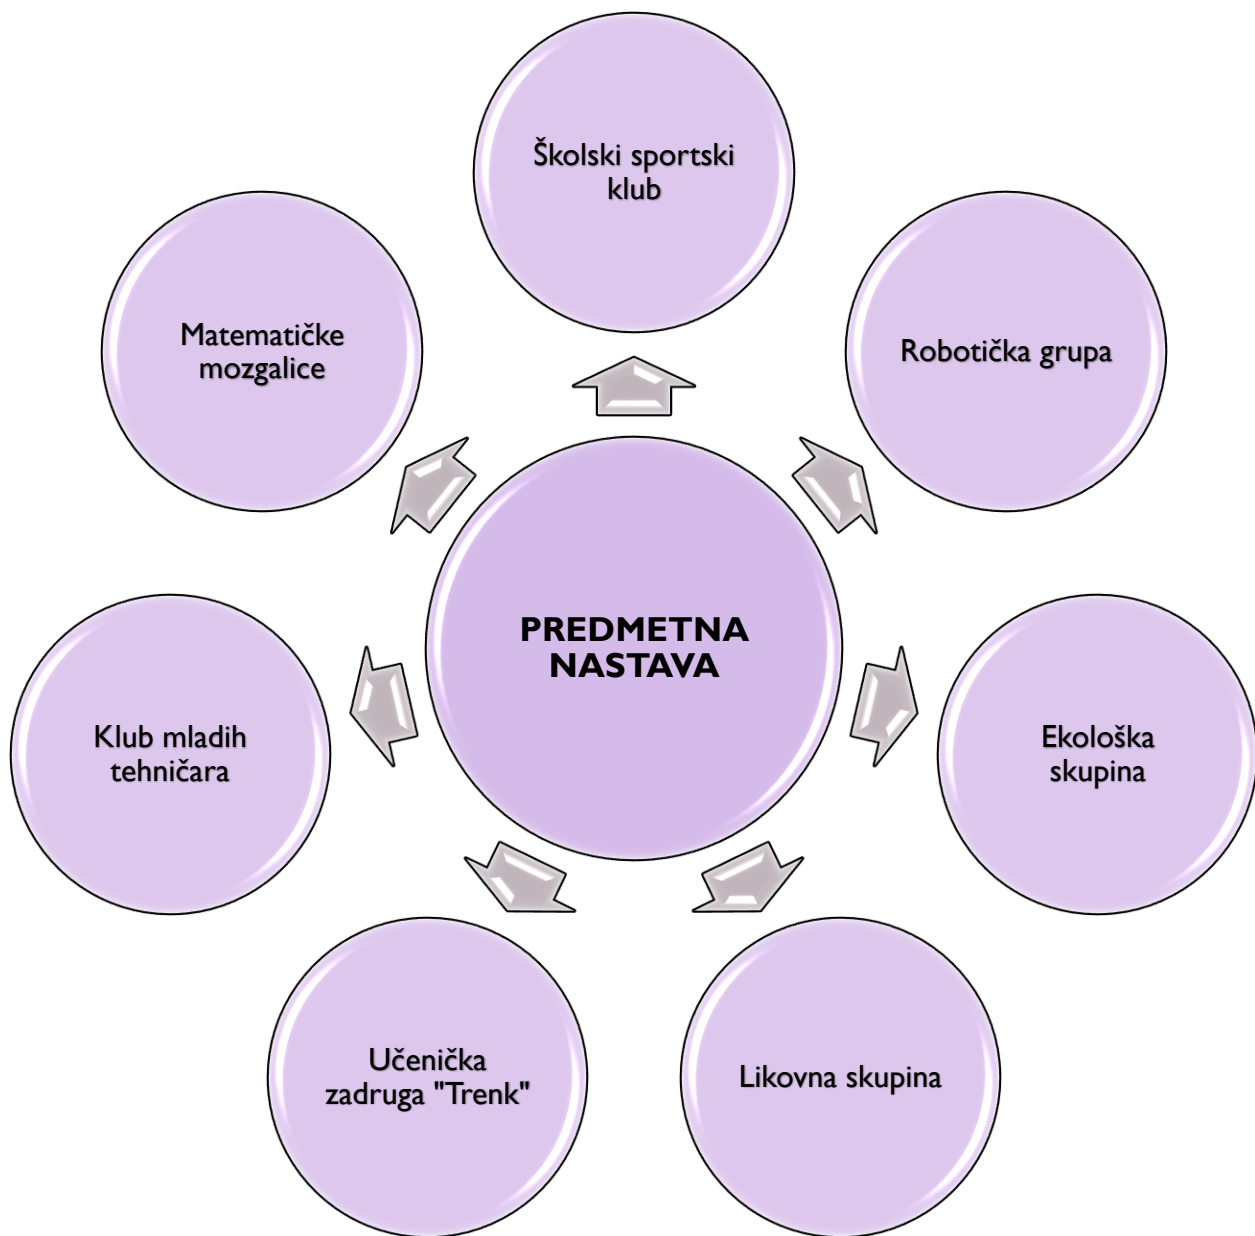 Školski sportski
klub
Robotička grupa
Ekološka
skupina
Likovna skupina
Učenička
zadruga "Trenk"
Klub mladih
tehničara
Matematičke
mozgalice
PREDMETNA
NASTAVA